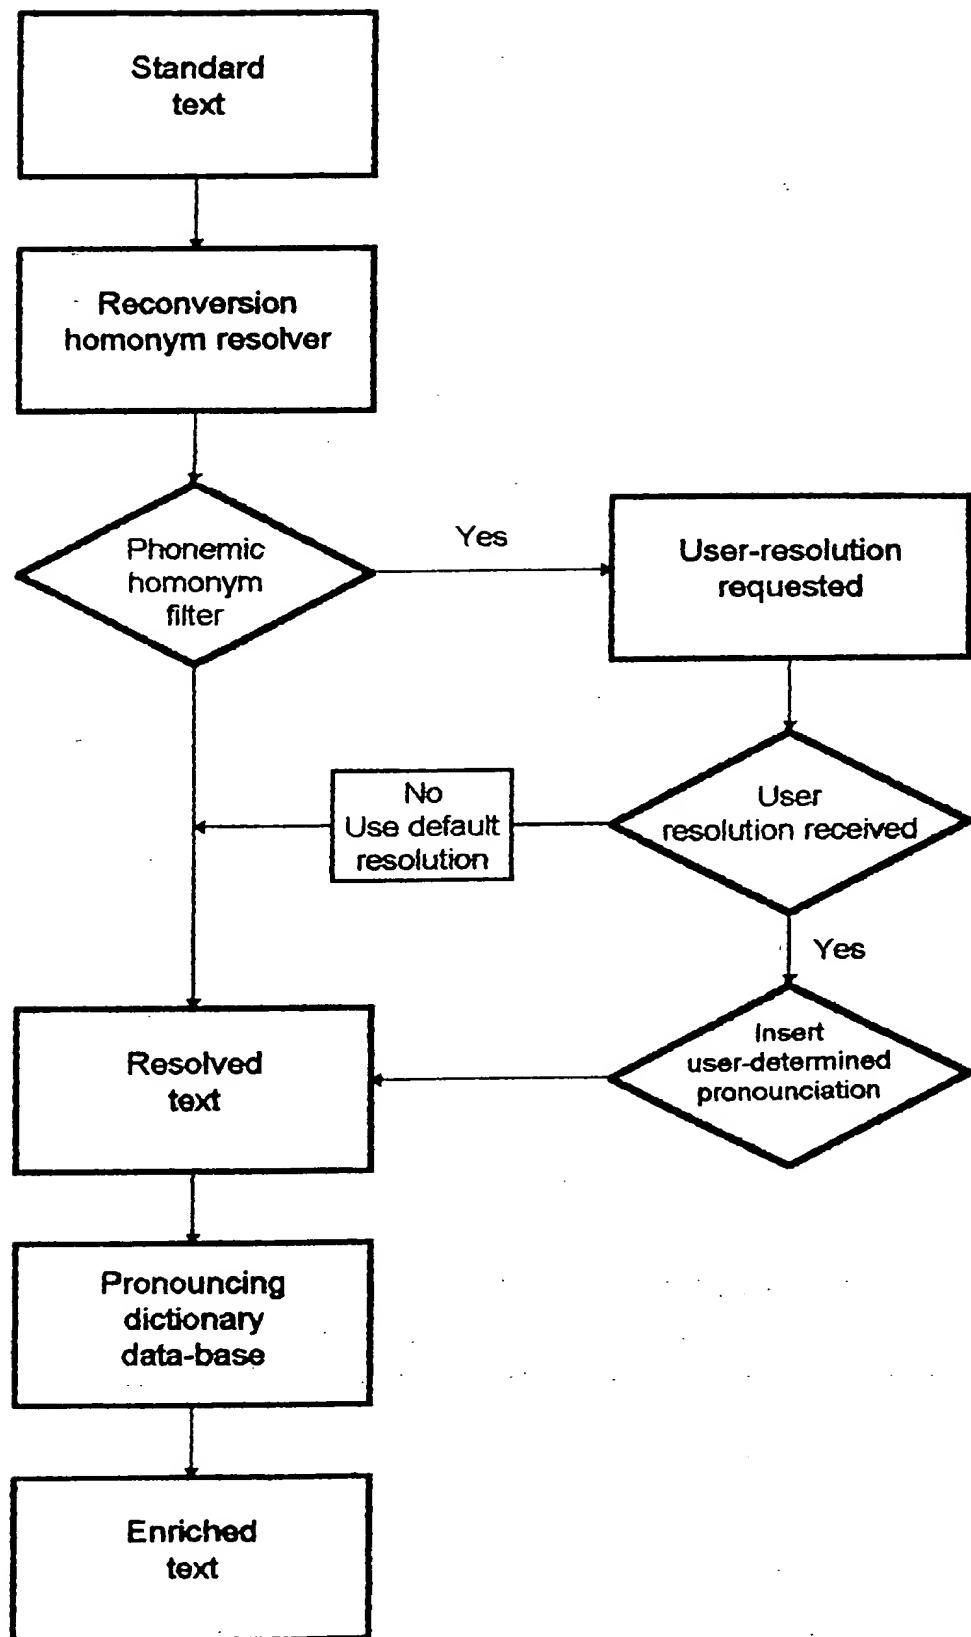 Standard
text
Reconversion
homonym resolver
Phonemic
homonym
filter
Yes
User-resolution
requested
User
resolution received
No
Use default
resolution
Yes
Insert
user-determined
pronounciation
Resolved
text
Pronouncing
dictionary
data-base
Enriched
text